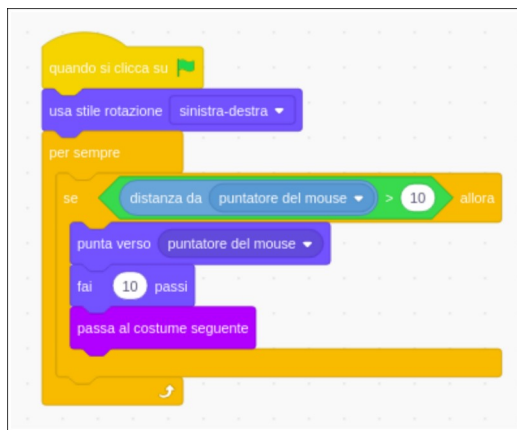 quando si clicca su
usa stile rotazione sinistra-destra
per sempre
se distanza da puntatore del mouse > 10 allora
punta verso puntatore del mouse
fai 10 passi
passa al costume seguente